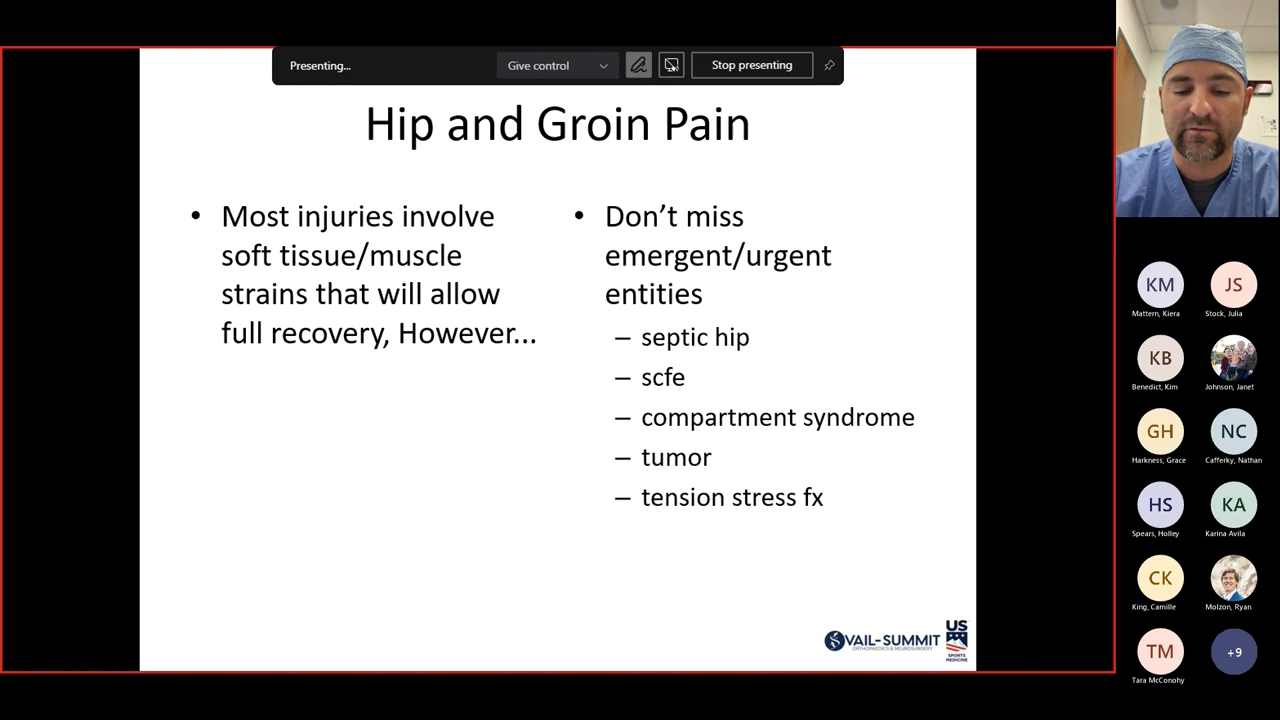 Presenting...
Give control
Stop presenting
Hip and Groin Pain
• Most injuries involve
soft tissue/muscle
strains that will allow
full recovery, However...
• Don't miss
emergent/urgent
entities
– septic hip
– scfe
– compartment syndrome
– tumor
– tension stress fx
VAIL-SUMMIT
ORTHOPAEDICS & NEUROSURGERY
US
SPORTS
MEDICINE
KM
Mattern, Kiera
JS
Stock, Julia
KB
Benedict, Kim
Johnson, Janet
GH
Harkness, Grace
NC
Cafferky, Nathan
HS
Spears, Holley
KA
Karina Avila
CK
King, Camille
Molzon, Ryan
TM
Tara McConohy
+9